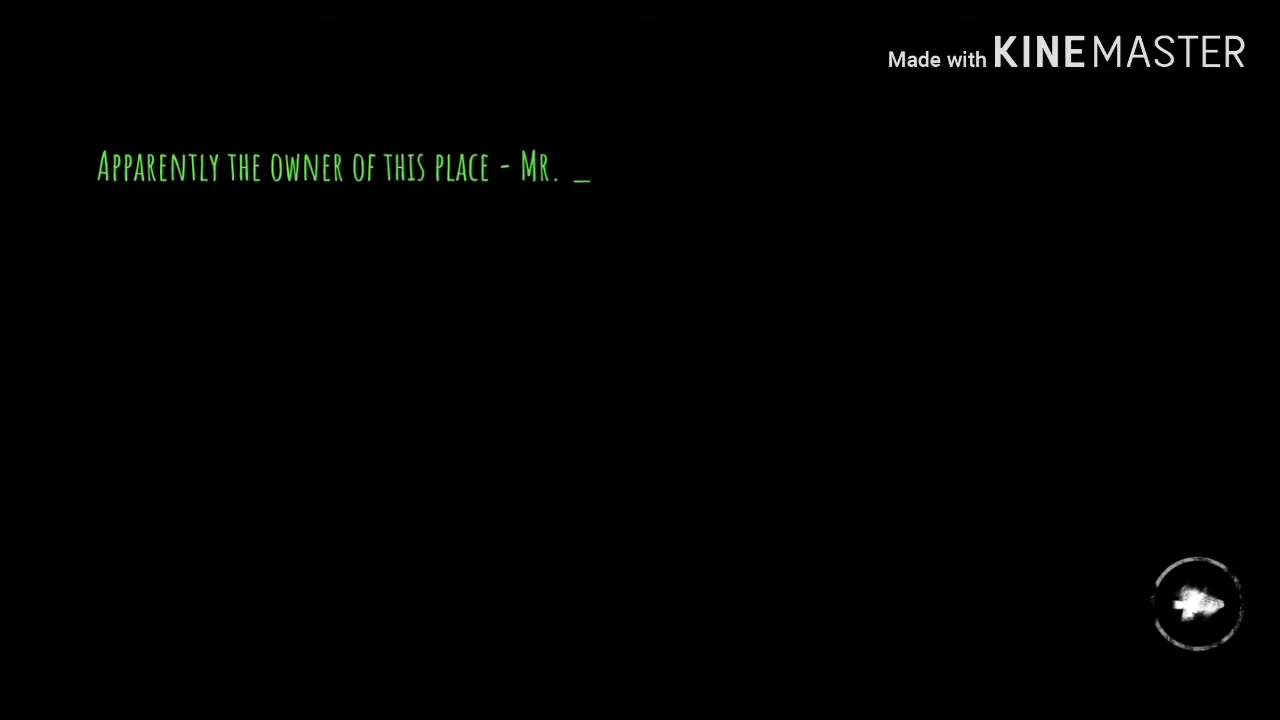 Made with KINEMASTER
Apparently the owner of this place - Mr. _